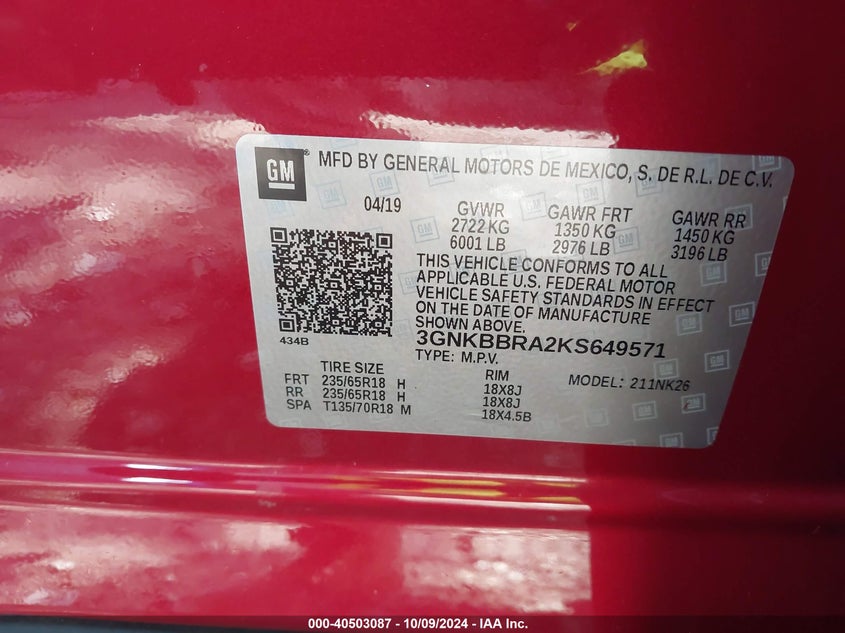 GM ® MFD BY GENERAL MOTORS DE MEXICO, S. DE R.L. DE C.V.
04/19
GVWR GAWR FRT GAWR RR
2722 KG 1350 KG 1450 KG
6001 LB 2976 LB 3196 LB
THIS VEHICLE CONFORMS TO ALL
APPLICABLE U.S. FEDERAL MOTOR
VEHICLE SAFETY STANDARDS IN EFFECT
ON THE DATE OF MANUFACTURE
SHOWN ABOVE.
434B
3GNKBBRA2KS649571
TYPE: M.P.V.
MODEL: 211NK26
TIRE SIZE RIM
FRT 235/65R18 H 18X8J
RR 235/65R18 H 18X8J
SPA T135/70R18 M 18X4.5B
000-40503087 - 10/09/2024 - IAA Inc.